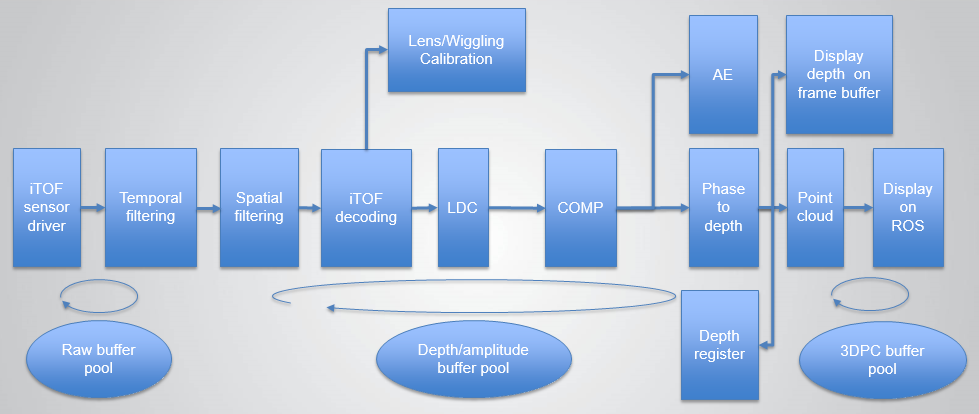 Lens/Wiggling
Calibration
AE
Display
depth on
frame buffer
iTOF
sensor
driver
Temporal
filtering
Spatial
filtering
iTOF
decoding
LDC
COMP
Phase
to
depth
Point
cloud
Display
on
ROS
Raw buffer
pool
Depth/amplitude
buffer pool
Depth
register
3DPC buffer
pool